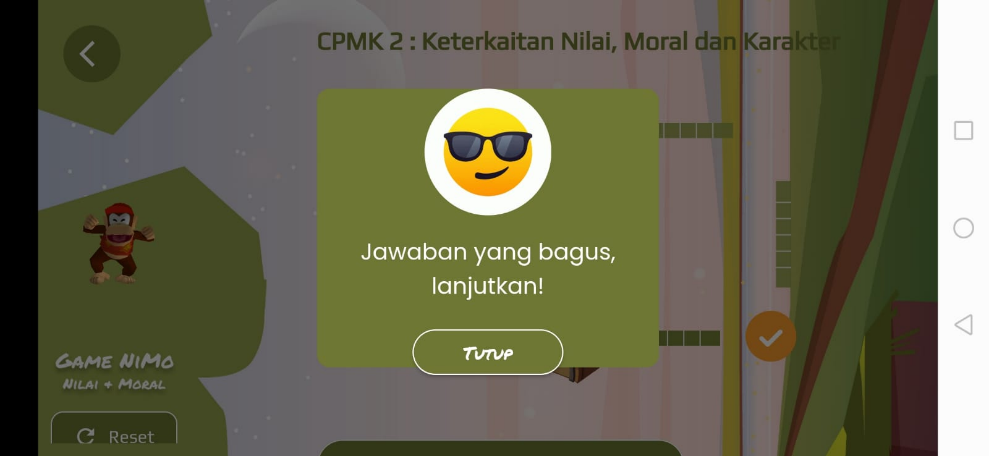 CPMK 2 : Keterkaitan Nilai, Moral dan Karakter
Jawaban yang bagus,
lanjutkan!
Tutup
Game NiMo
Nilai + Moral
Reset